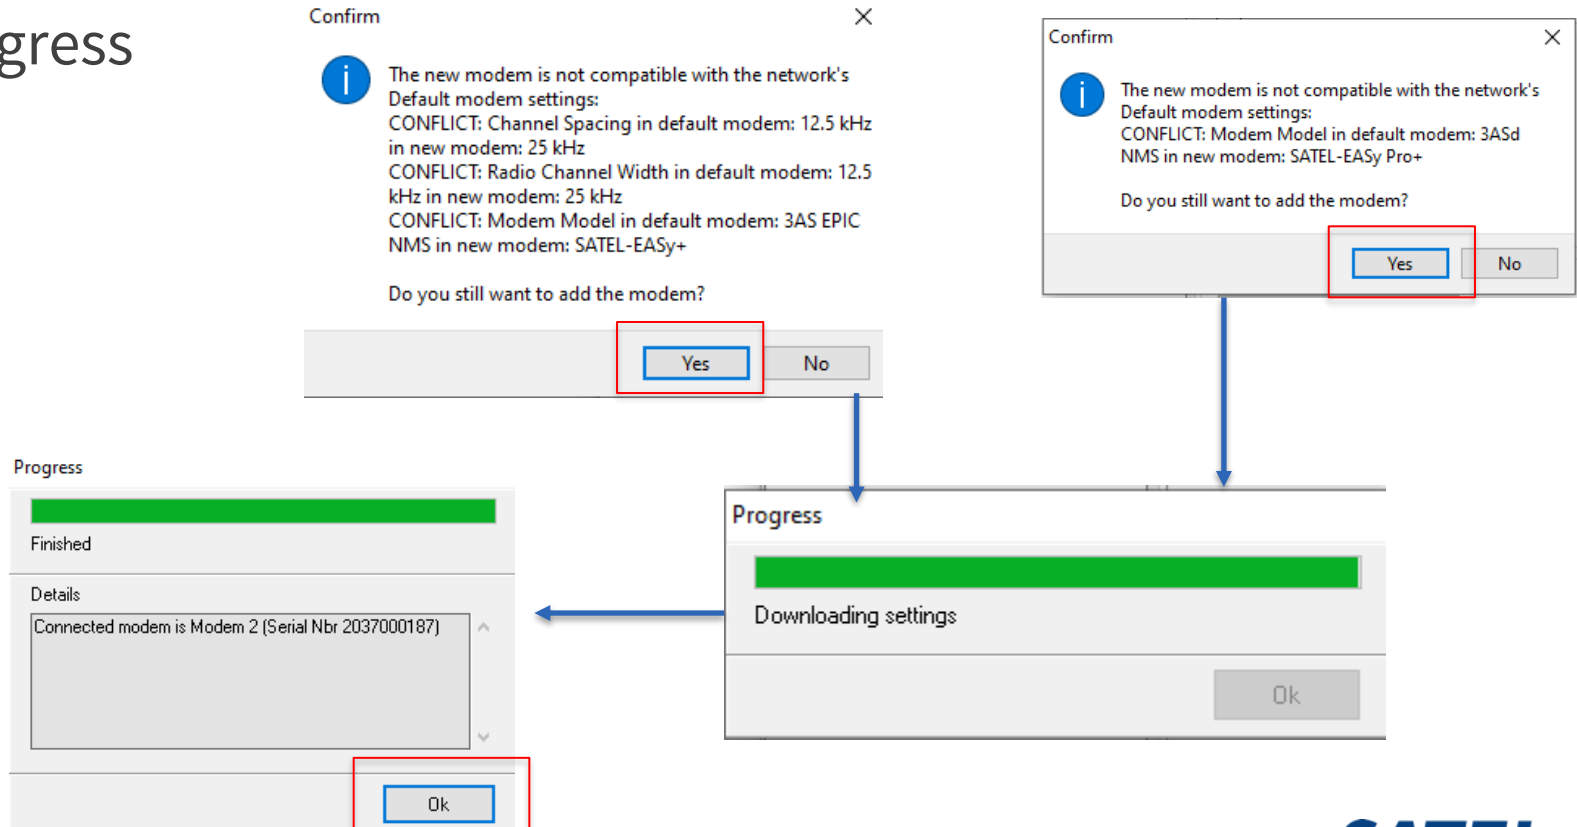 gress
Confirm
The new modem is not compatible with the network's
Default modem settings:
CONFLICT: Channel Spacing in default modem: 12.5 kHz
in new modem: 25 kHz
CONFLICT: Radio Channel Width in default modem: 12.5
kHz in new modem: 25 kHz
CONFLICT: Modem Model in default modem: 3AS EPIC
NMS in new modem: SATEL-EASy+
Do you still want to add the modem?
Yes
No
Confirm
The new modem is not compatible with the network's
Default modem settings:
CONFLICT: Modem Model in default modem: 3ASd
NMS in new modem: SATEL-EASy Pro+
Do you still want to add the modem?
Yes
No
Progress
Finished
Details
Connected modem is Modem 2 (Serial Nbr 2037000187)
Ok
Progress
Downloading settings
Ok